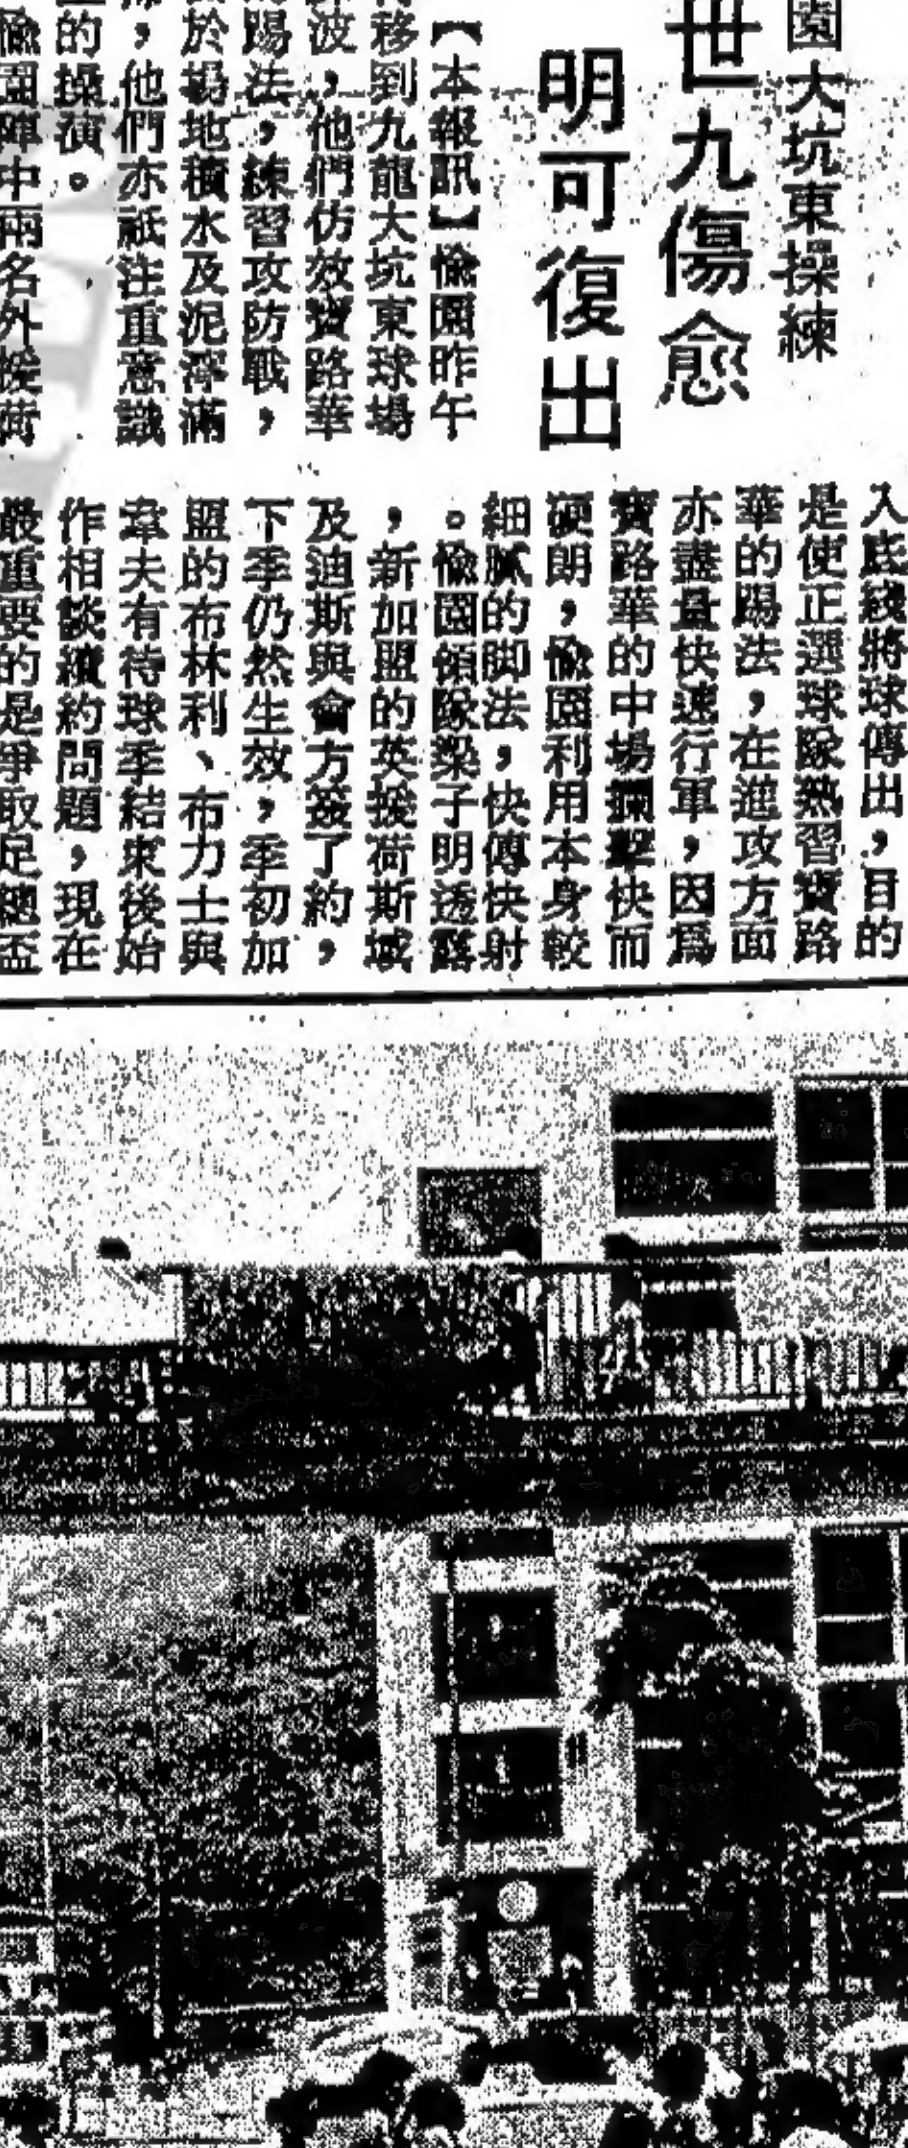 園大坑東操練
世九傷愈
明可復出
【本報訊】愉園昨午
移到九龍大坑東球場
波，他們仿效寶路華
踢法，練習攻防戰，
於場地積水及泥濘滿
，他們亦祇注重意識
的操演。
愉園陣中兩名外援荷
入底綫將球傳出，目的
是使正選球隊熟習寶路
華的踢法，在進攻方面
亦盡量快速行軍，因爲
寶路華的中場攔擊快而
硬朗，愉園利用本身較
細膩的脚法，快傳快射
。愉園領隊梁子明透露
，新加盟的英援荷斯域
及迪斯與會方簽了約，
下季仍然生效，季初加
盟的布林利、布力士與
韋夫有待球季結束後始
作相談續約問題，現在
最重要的是爭取足總盃